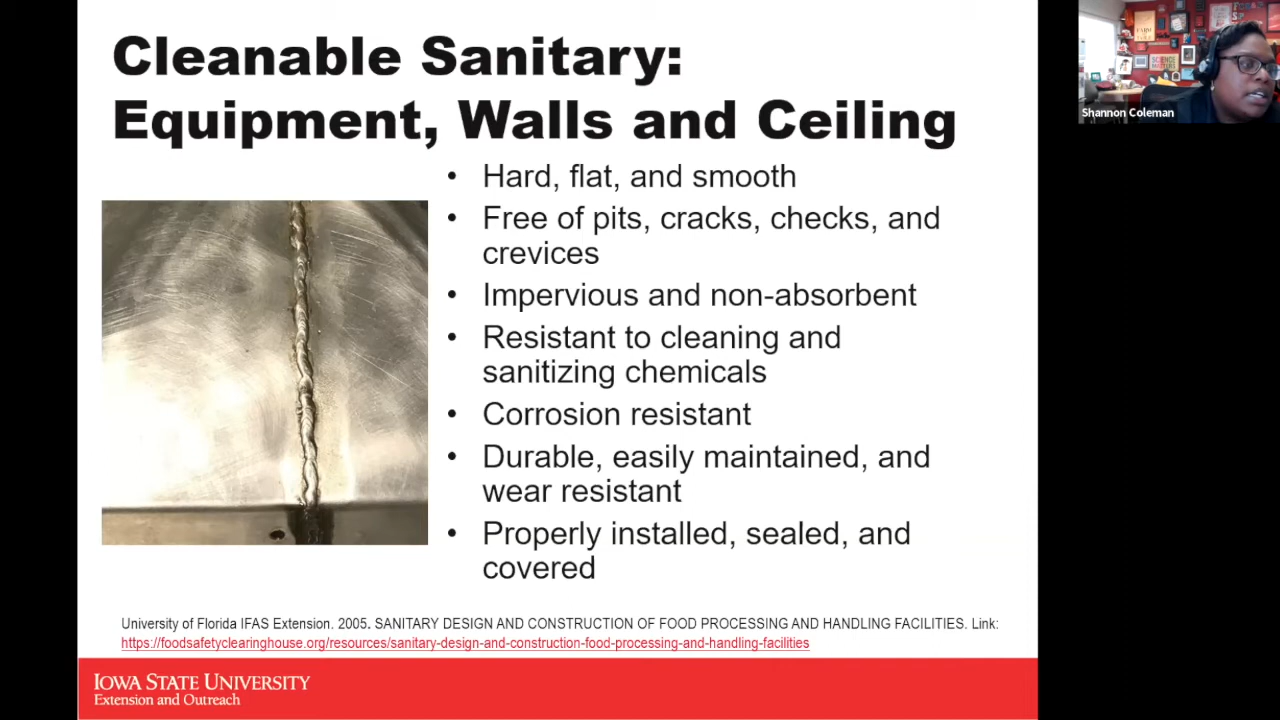 Cleanable Sanitary:
Equipment, Walls and Ceiling
• Hard, flat, and smooth
• Free of pits, cracks, checks, and
crevices
• Impervious and non-absorbent
• Resistant to cleaning and
sanitizing chemicals
• Corrosion resistant
• Durable, easily maintained, and
wear resistant
• Properly installed, sealed, and
covered
University of Florida IFAS Extension. 2005. SANITARY DESIGN AND CONSTRUCTION OF FOOD PROCESSING AND HANDLING FACILITIES. Link:
https://foodsafetyclearinghouse.org/resources/sanitary-design-and-construction-food-processing-and-handling-facilities
IOWA STATE UNIVERSITY
Extension and Outreach
SCIENCE
MATTERS
Shannon Coleman